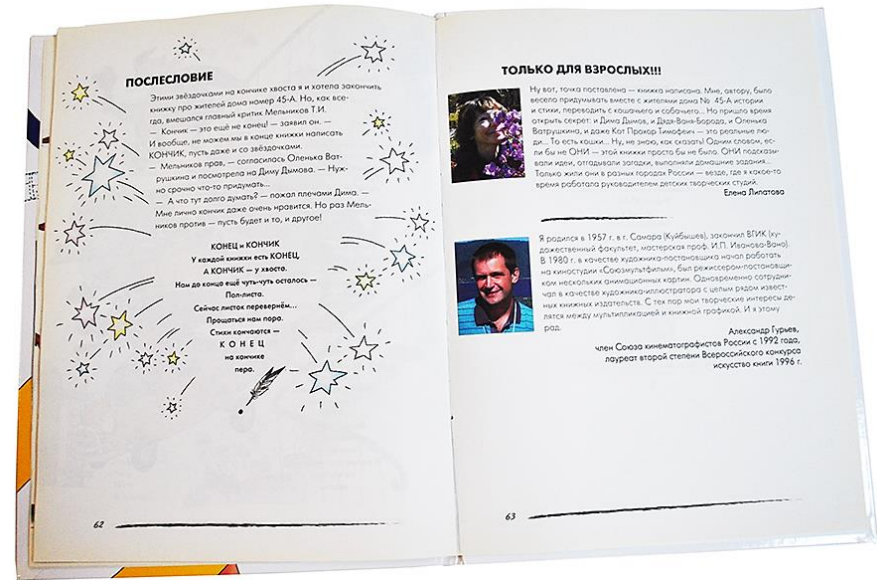 ПОСЛЕСЛОВИЕ
Этими звёздочками на кончике хвоста я и хотела закончить
книжку про жителей дома номер 45-А. Но, как все-
гда, вмешался главный критик Мельников Т.И.
— Кончик — это ещё не конец! — заявил он. —
И вообще, не можем мы в конце книжки написать
КОНЧИК, пусть даже и со звёздочками.
— Мельников прав, — согласилась Оленька Ват-
рушкина и посмотрела на Диму Дымова. — Нуж-
но срочно что-то придумать...
— А что тут долго думать? — пожал плечами Дима. —
Мне лично кончик даже очень нравится. Но раз Мель-
ников против — пусть будет и то, и другое!
КОНЕЦ и КОНЧИК
У каждой книжки есть КОНЕЦ,
А КОНЧИК — у хвоста.
Нам до конца ещё чуть-чуть осталось —
Пол-листа.
Сейчас листок перевернём...
Прощаться нам пора.
Стихи кончаются —
К О Н Е Ц
на кончике
пера.
62
ТОЛЬКО ДЛЯ ВЗРОСЛЫХ!!!
Ну вот, точка поставлена — книжка написана. Мне, автору, было
весело придумывать вместе с жителями дома № 45-А истории
и стихи, переводить с кошачьего и собачьего... Но пришло время
открыть секрет: и Дима Дымов, и Дядя-Ваня-Борода, и Оленька
Ватрушкина, и даже Кот Прохор Тимофеич — это реальные лю-
ди... То есть кошки... Ну, не знаю, как сказать! Одним словом, ес-
ли бы не ОНИ — этой книжки просто бы не было. ОНИ подсказы-
вали идеи, отгадывали загадки, выполняли домашние задания...
Только жили они в разных городах России — везде, где я какое-то
время работала руководителем детских творческих студий.
Елена Липатова
Я родился в 1957 г. в г. Самара (Куйбышев), закончил ВГИК (ху-
дожественный факультет, мастерская проф. И.П. Иванова-Вано).
В 1980 г. в качестве художника-постановщика начал работать
на киностудии «Союзмультфильм», был режиссером-постановщи-
ком нескольких анимационных картин. Одновременно сотрудни-
чал в качестве художника-иллюстратора с целым рядом извест-
ных книжных издательств. С тех пор мои творческие интересы де-
лятся между мультипликацией и книжной графикой. И я этому
рад.
Александр Гурьев,
член Союза кинематографистов России с 1992 года,
лауреат второй степени Всероссийского конкурса
искусство книги 1996 г.
63